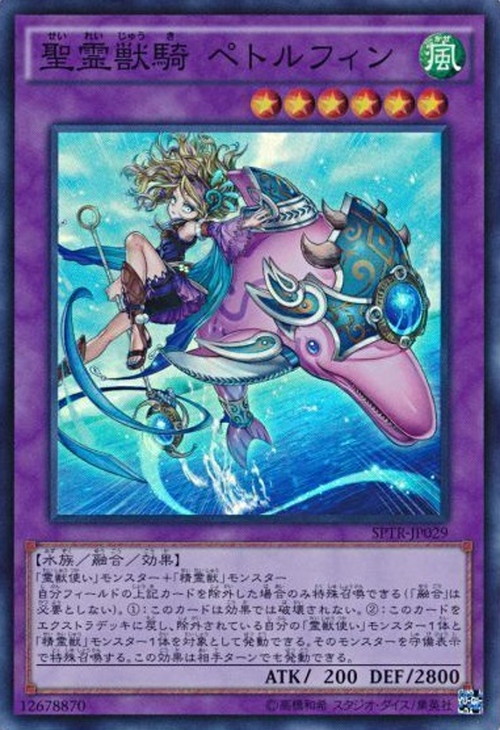 せい れい じゅう き
聖霊獣騎 ペトルフィン
かぜ
風
SPTR-JP029
【水族／融合／効果】
「霊獣使い」モンスター＋「精霊獣」モンスター
自分フィールドの上記カードを除外した場合のみ特殊召喚できる（「融合」は
必要としない）。①：このカードは効果では破壊されない。②：このカードを
エクストラデッキに戻し、除外されている自分の「霊獣使い」モンスター1体と
「精霊獣」モンスター1体を対象として発動できる。そのモンスターを守備表示
で特殊召喚する。この効果は相手ターンでも発動できる。
ATK/ 200 DEF/2800
12678870
©高橋和希 スタジオ・ダイス/集英社